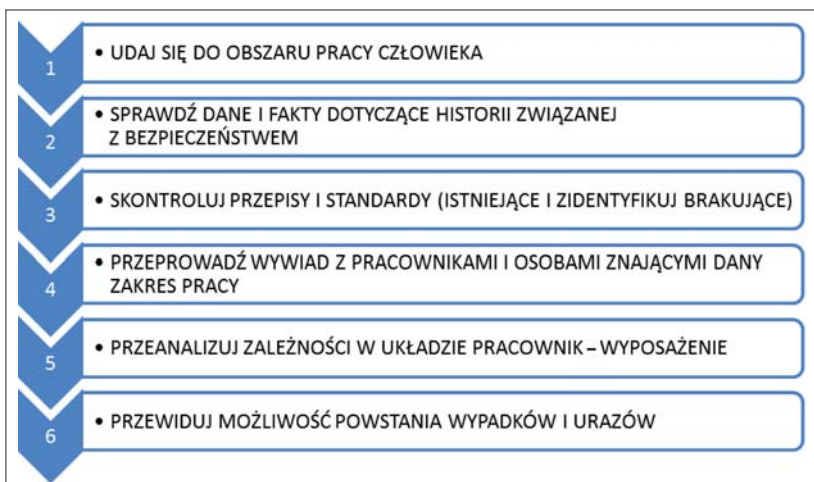 1
• UDAJ SIĘ DO OBSZARU PRACY CZŁOWIEKA
2
• SPRAWDŹ DANE I FAKTY DOTYCZĄCE HISTORII ZWIĄZANEJ
Z BEZPIECZEŃSTWEM
3
• SKONTROLUJ PRZEPISY I STANDARDY (ISTNIEJĄCE I ZIDENTYFIKUJ BRAKUJĄCE)
4
• PRZEPROWADŹ WYWIAD Z PRACOWNIKAMI I OSOBAMI ZNAJĄCYMI DANY
ZAKRES PRACY
5
• PRZEANALIZUJ ZALEŻNOŚCI W UKŁADZIE PRACOWNIK – WYPOSAŻENIE
6
• PRZEWIDUJ MOŻLIWOŚĆ POWSTANIA WYPADKÓW I URAZÓW